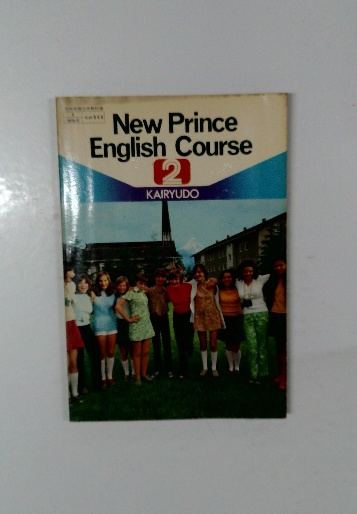 New Prince
English Course
2
KAIRYUDO